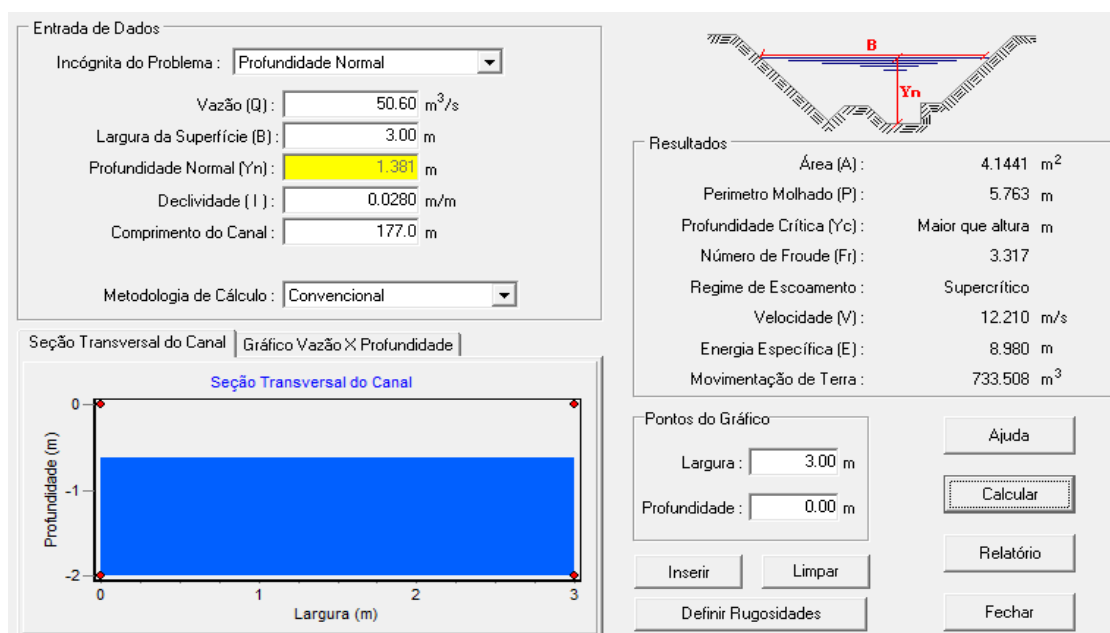 Entrada de Dados
Incógnita do Problema : Profundidade Normal
Vazão (Q) : 50.60 m³/s
Largura da Superfície (B) : 3.00 m
Profundidade Normal (Yn) : 1.381 m
Declividade ( I ) : 0.0280 m/m
Comprimento do Canal : 177.0 m
Metodologia de Cálculo : Convencional
Seção Transversal do Canal Gráfico Vazão X Profundidade
Seção Transversal do Canal
Profundidade (m)
0
-1
-2
0 1 2 3
Largura (m)
B
Yn
Resultados
Área (A) : 4.1441 m²
Perimetro Molhado (P) : 5.763 m
Profundidade Crítica (Yc) : Maior que altura m
Número de Froude (Fr) : 3.317
Regime de Escoamento : Supercrítico
Velocidade (V) : 12.210 m/s
Energia Específica (E) : 8.980 m
Movimentação de Terra : 733.508 m³
Pontos do Gráfico
Largura : 3.00 m
Profundidade : 0.00 m
Inserir Limpar
Definir Rugosidades
Ajuda
Calcular
Relatório
Fechar